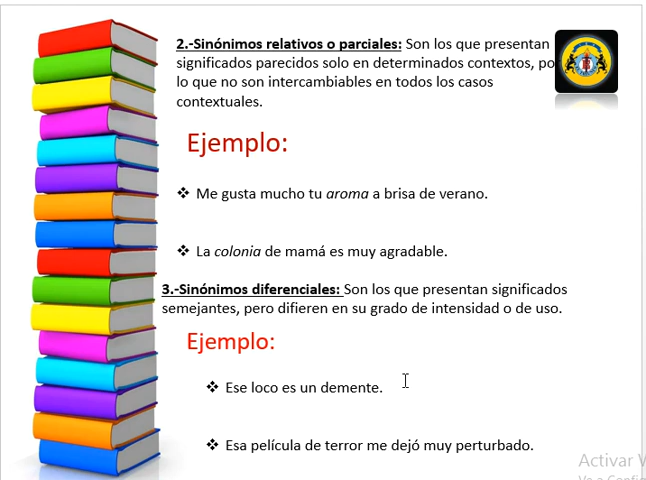 2.-Sinónimos relativos o parciales: Son los que presentan
significados parecidos solo en determinados contextos, po
lo que no son intercambiables en todos los casos
contextuales.
Ejemplo:
❖ Me gusta mucho tu aroma a brisa de verano.
❖ La colonia de mamá es muy agradable.
3.-Sinónimos diferenciales: Son los que presentan significados
semejantes, pero difieren en su grado de intensidad o de uso.
Ejemplo:
❖ Ese loco es un demente.
❖ Esa película de terror me dejó muy perturbado.
Activar